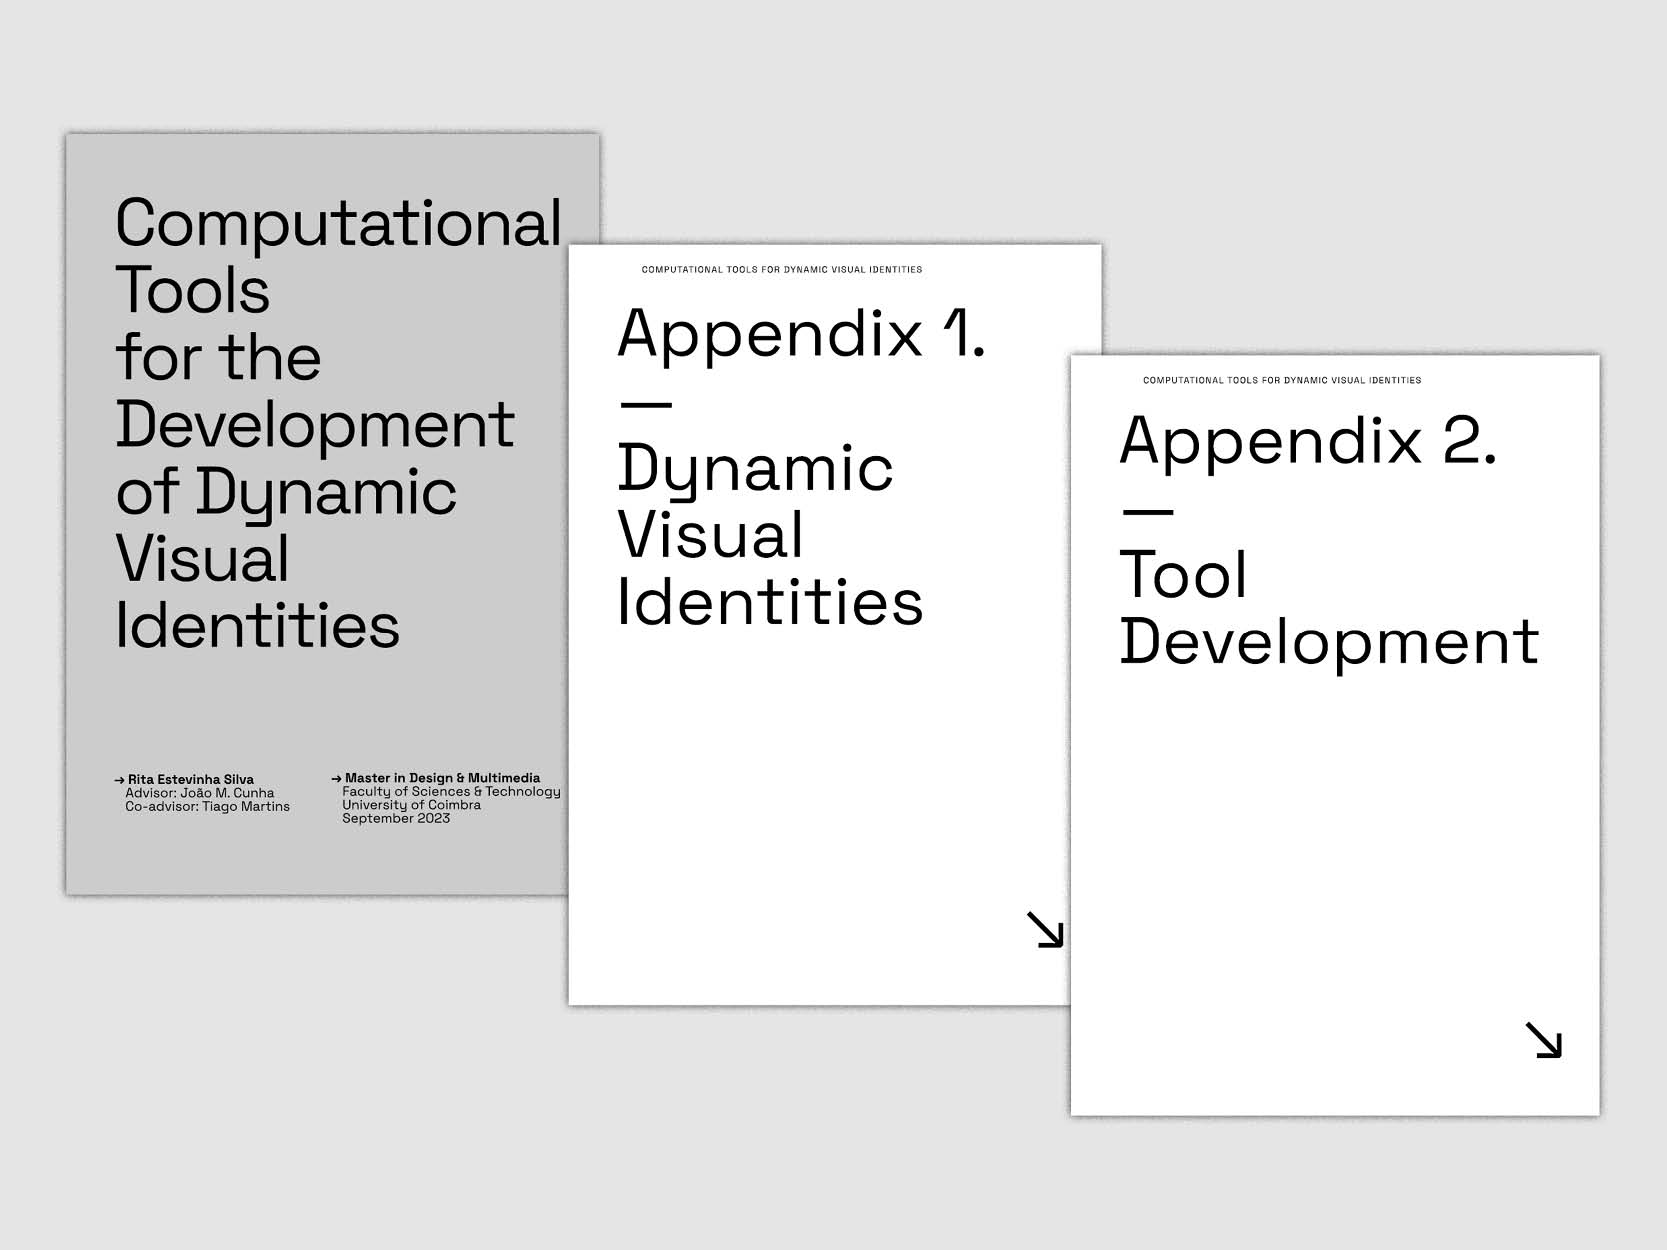 Computational
Tools
for the
Development
of Dynamic
Visual
Identities
→ Rita Estevinha Silva
Advisor: João M. Cunha
Co-advisor: Tiago Martins
→ Master in Design & Multimedia
Faculty of Sciences & Technology
University of Coimbra
September 2023
COMPUTATIONAL TOOLS FOR DYNAMIC VISUAL IDENTITIES
Appendix 1.
—
Dynamic
Visual
Identities
↘
COMPUTATIONAL TOOLS FOR DYNAMIC VISUAL IDENTITIES
Appendix 2.
—
Tool
Development
↘